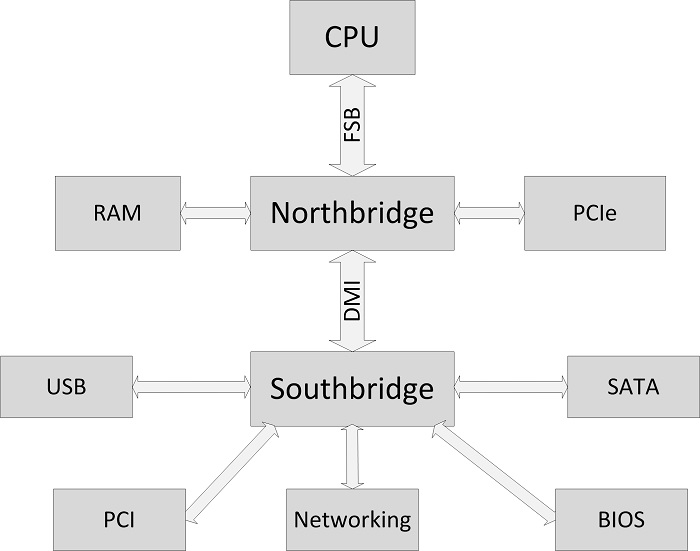 CPU
FSB
RAM
Northbridge
PCIe
DMI
USB
Southbridge
SATA
PCI
Networking
BIOS